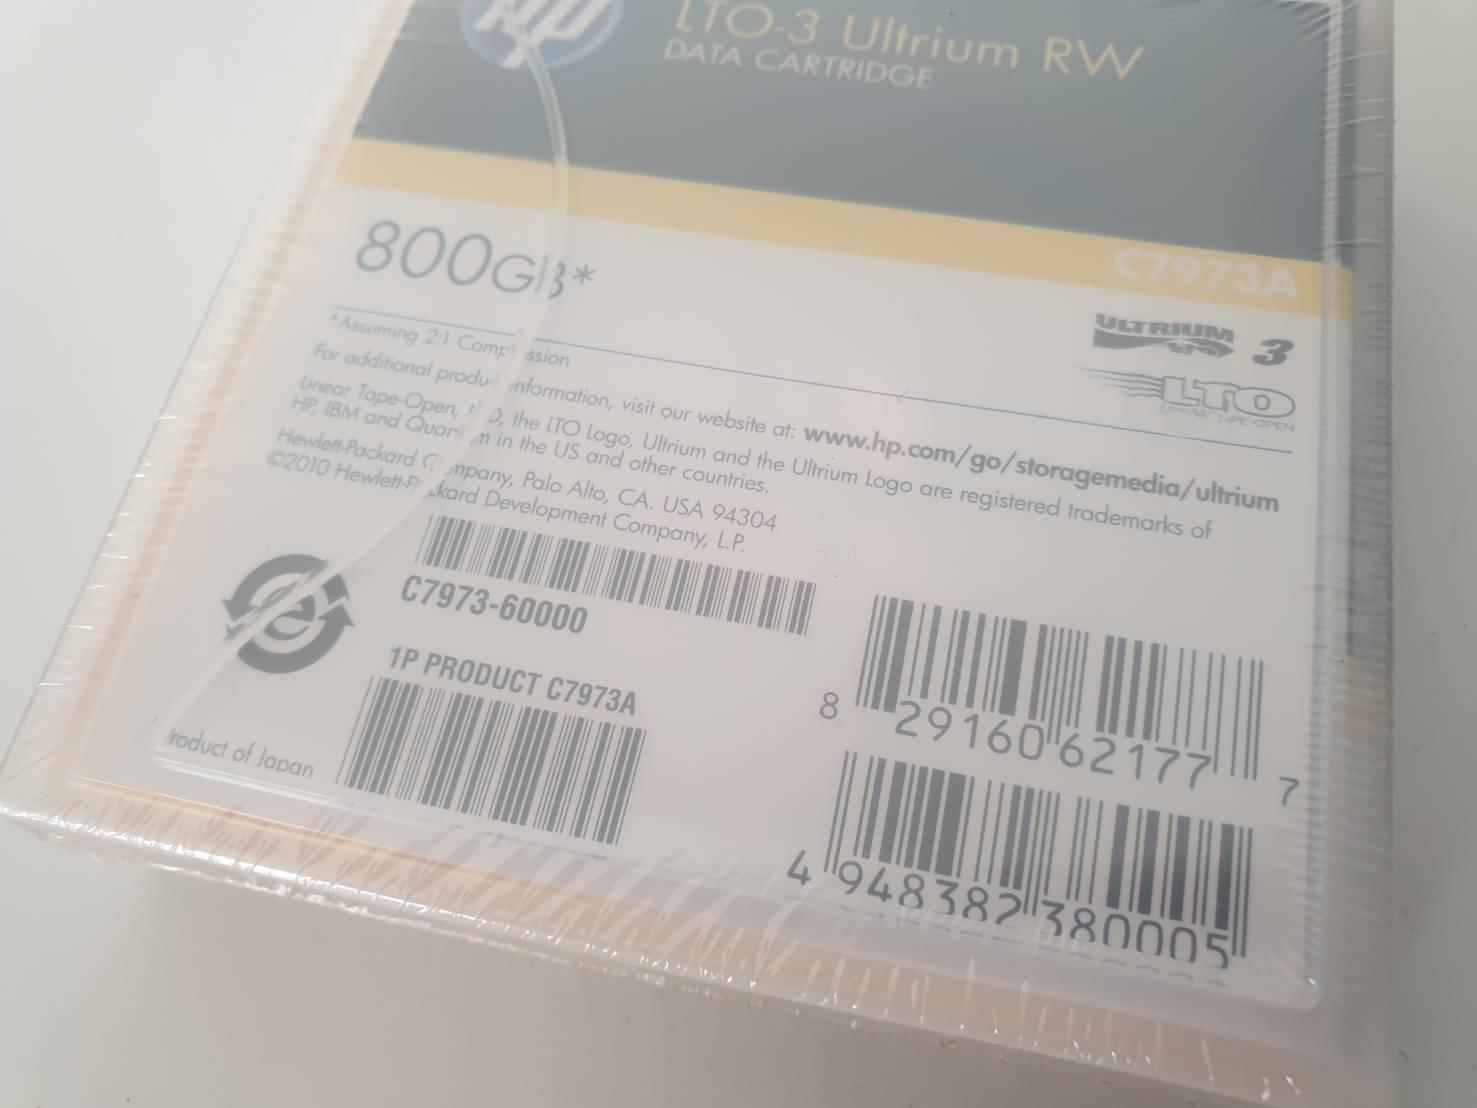 hp
LTO-3 Ultrium RW
DATA CARTRIDGE
C7973A
800GB*
ULTRIUM 3
LTO
LINEAR TAPE-OPEN
*Assuming 2:1 Compression
For additional product information, visit our website at: www.hp.com/go/storagemedia/ultrium
Linear Tape-Open, LTO, the LTO Logo, Ultrium and the Ultrium Logo are registered trademarks of
HP, IBM and Quantum in the US and other countries.
Hewlett-Packard Company, Palo Alto, CA. USA 94304
©2010 Hewlett-Packard Development Company, L.P.
C7973-60000
1P PRODUCT C7973A
8 29160 62177 7
Product of Japan
4 948382 380005